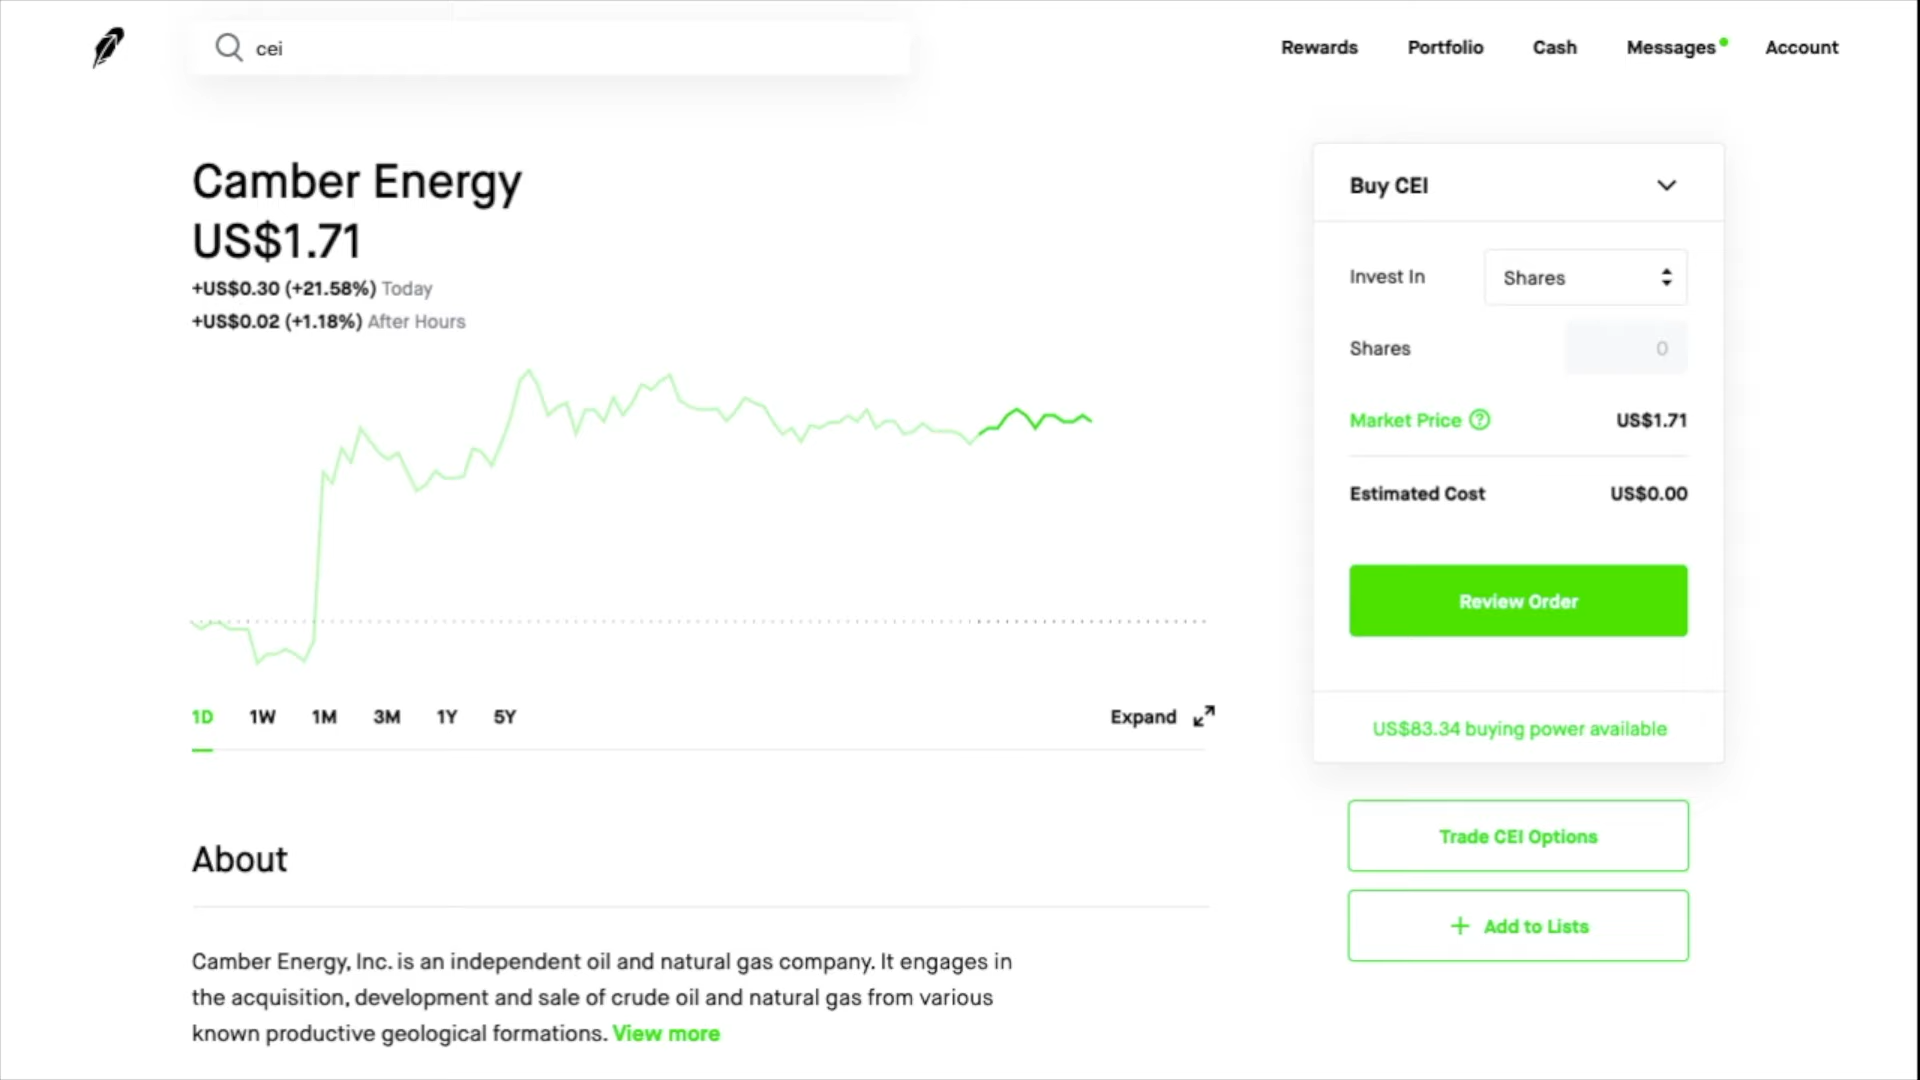 cei
Rewards Portfolio Cash Messages Account
Camber Energy
US$1.71
+US$0.30 (+21.58%) Today
+US$0.02 (+1.18%) After Hours
1D 1W 1M 3M 1Y 5Y Expand
About
Camber Energy, Inc. is an independent oil and natural gas company. It engages in
the acquisition, development and sale of crude oil and natural gas from various
known productive geological formations. View more
Buy CEI
Invest In Shares
Shares 0
Market Price ? US$1.71
Estimated Cost US$0.00
Review Order
US$83.34 buying power available
Trade CEI Options
+ Add to Lists